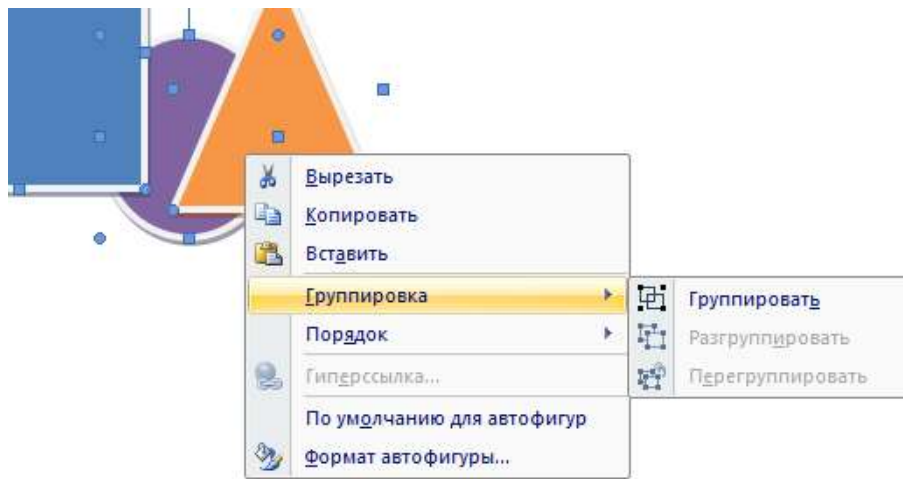 Вырезать
Копировать
Вставить
Группировка
Группировать
Порядок
Разгруппировать
Гиперссылка...
Перегруппировать
По умолчанию для автофигур
Формат автофигуры...